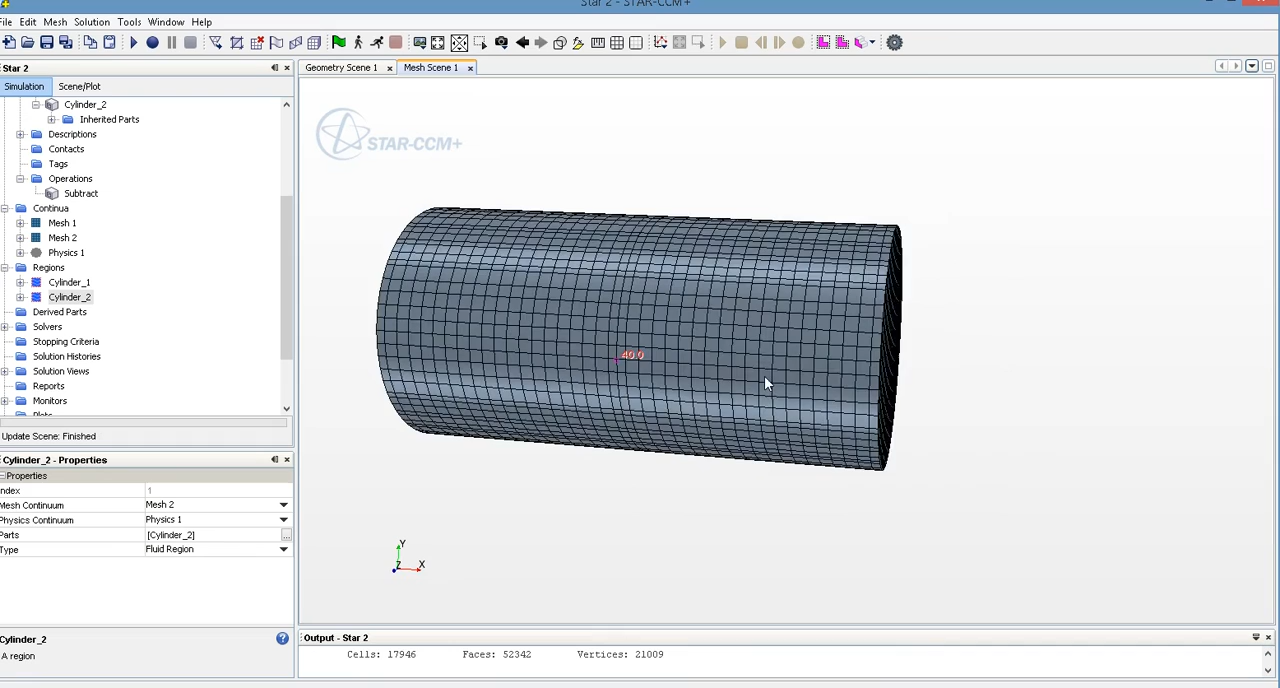 Star 2 - STAR-CCM+
File Edit Mesh Solution Tools Window Help
Star 2
Geometry Scene 1 Mesh Scene 1
Simulation Scene/Plot
STAR-CCM+
Cylinder_2
Inherited Parts
Descriptions
Contacts
Tags
Operations
Subtract
Continua
Mesh 1
Mesh 2
Physics 1
Regions
Cylinder_1
Cylinder_2
Derived Parts
Solvers
Stopping Criteria
Solution Histories
Solution Views
Reports
Monitors
Plots
Update Scene: Finished
40.0
Y
Z X
Cylinder_2 - Properties
Properties
Index 1
Mesh Continuum Mesh 2
Physics Continuum Physics 1
Parts [Cylinder_2] ...
Type Fluid Region
Cylinder_2 ?
A region
Output - Star 2
Cells: 17946 Faces: 52342 Vertices: 21009